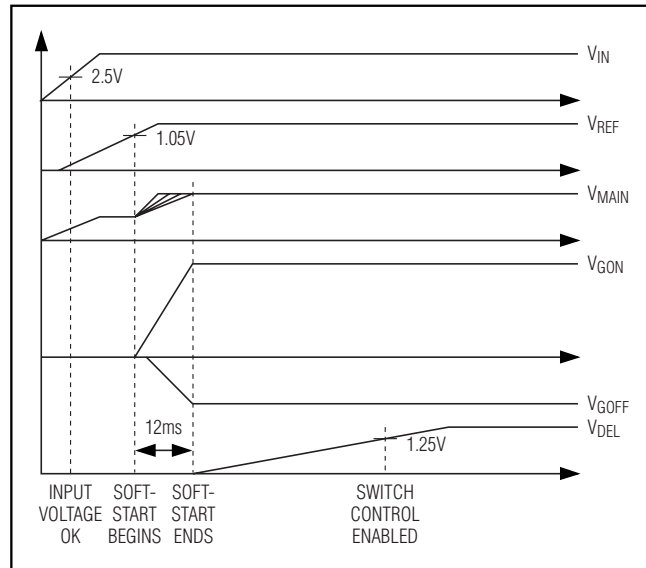 V_IN
2.5V
V_REF
1.05V
V_MAIN
V_GON
V_GOFF
12ms
V_DEL
1.25V
INPUT
VOLTAGE
OK
SOFT-
START
BEGINS
SOFT-
START
ENDS
SWITCH
CONTROL
ENABLED